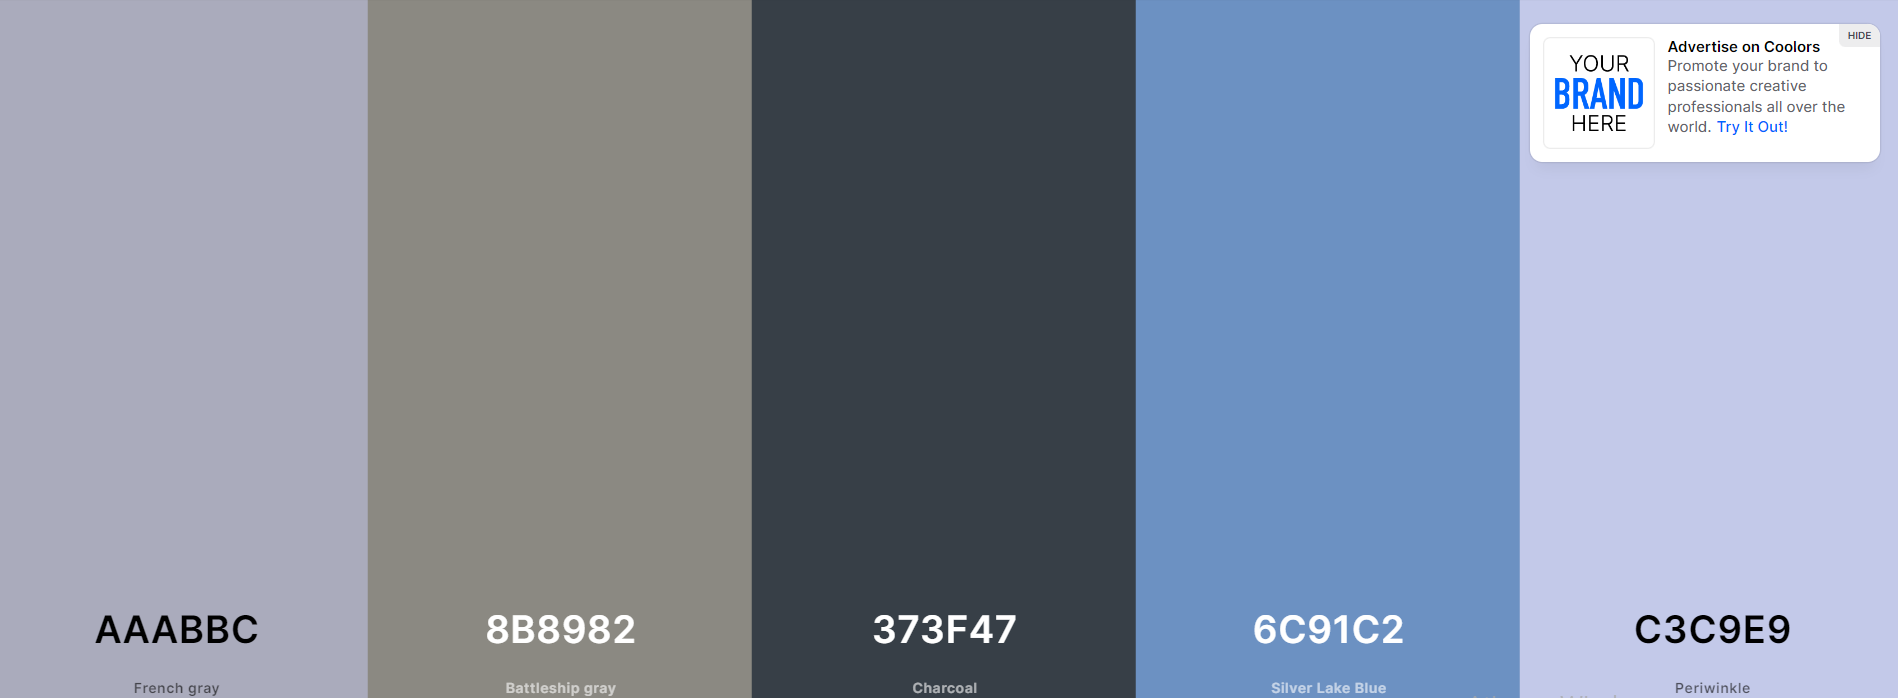 HIDE
YOUR
BRAND
HERE
Advertise on Coolors
Promote your brand to
passionate creative
professionals all over the
world. Try It Out!
AAABBC
8B8982
373F47
6C91C2
C3C9E9
French gray
Battleship gray
Charcoal
Silver Lake Blue
Periwinkle